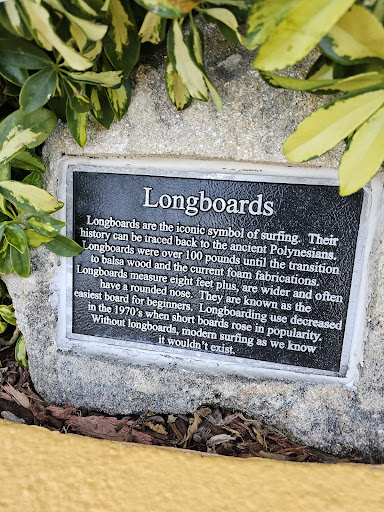 Longboards
Longboards are the iconic symbol of surfing. Their
history can be traced back to the ancient Polynesians.
Longboards were over 100 pounds until the transition
to balsa wood and the current foam fabrications.
Longboards measure eight feet plus, are wider and often
have a rounded nose. They are known as the
easiest board for beginners. Longboarding use decreased
in the 1970's when short boards rose in popularity.
Without longboards, modern surfing as we know
it wouldn't exist.